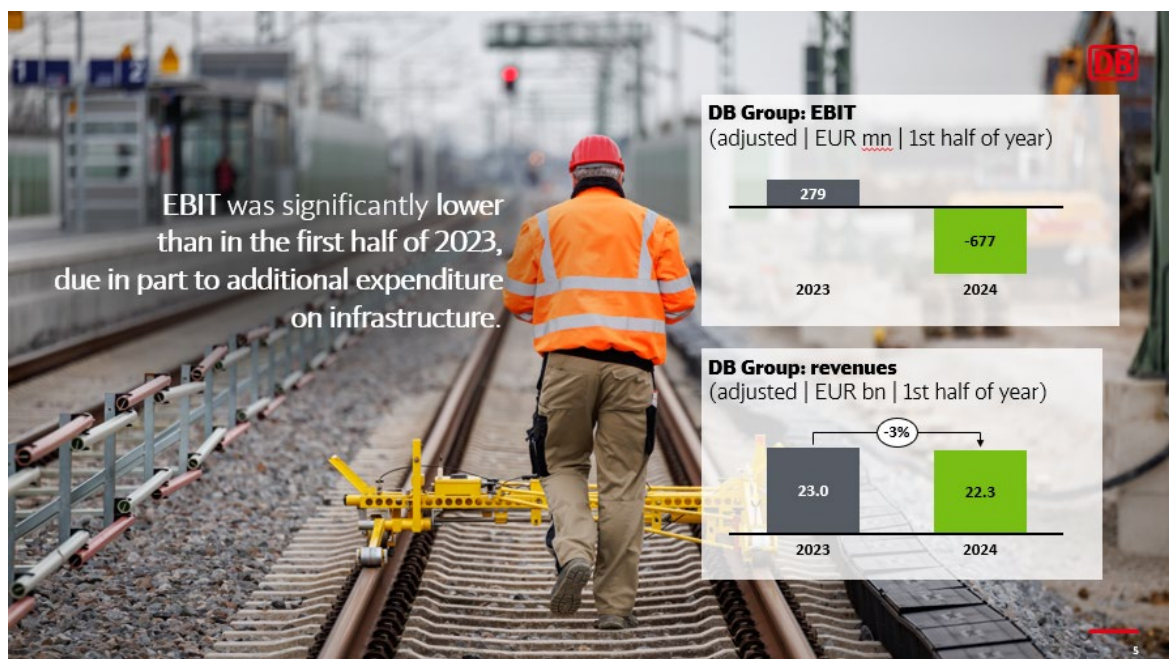 1
2
DB
EBIT was significantly lower
than in the first half of 2023,
due in part to additional expenditure
on infrastructure.
DB Group: EBIT
(adjusted | EUR mn | 1st half of year)
279
-677
2023 2024
DB Group: revenues
(adjusted | EUR bn | 1st half of year)
-3%
23.0 22.3
2023 2024
5